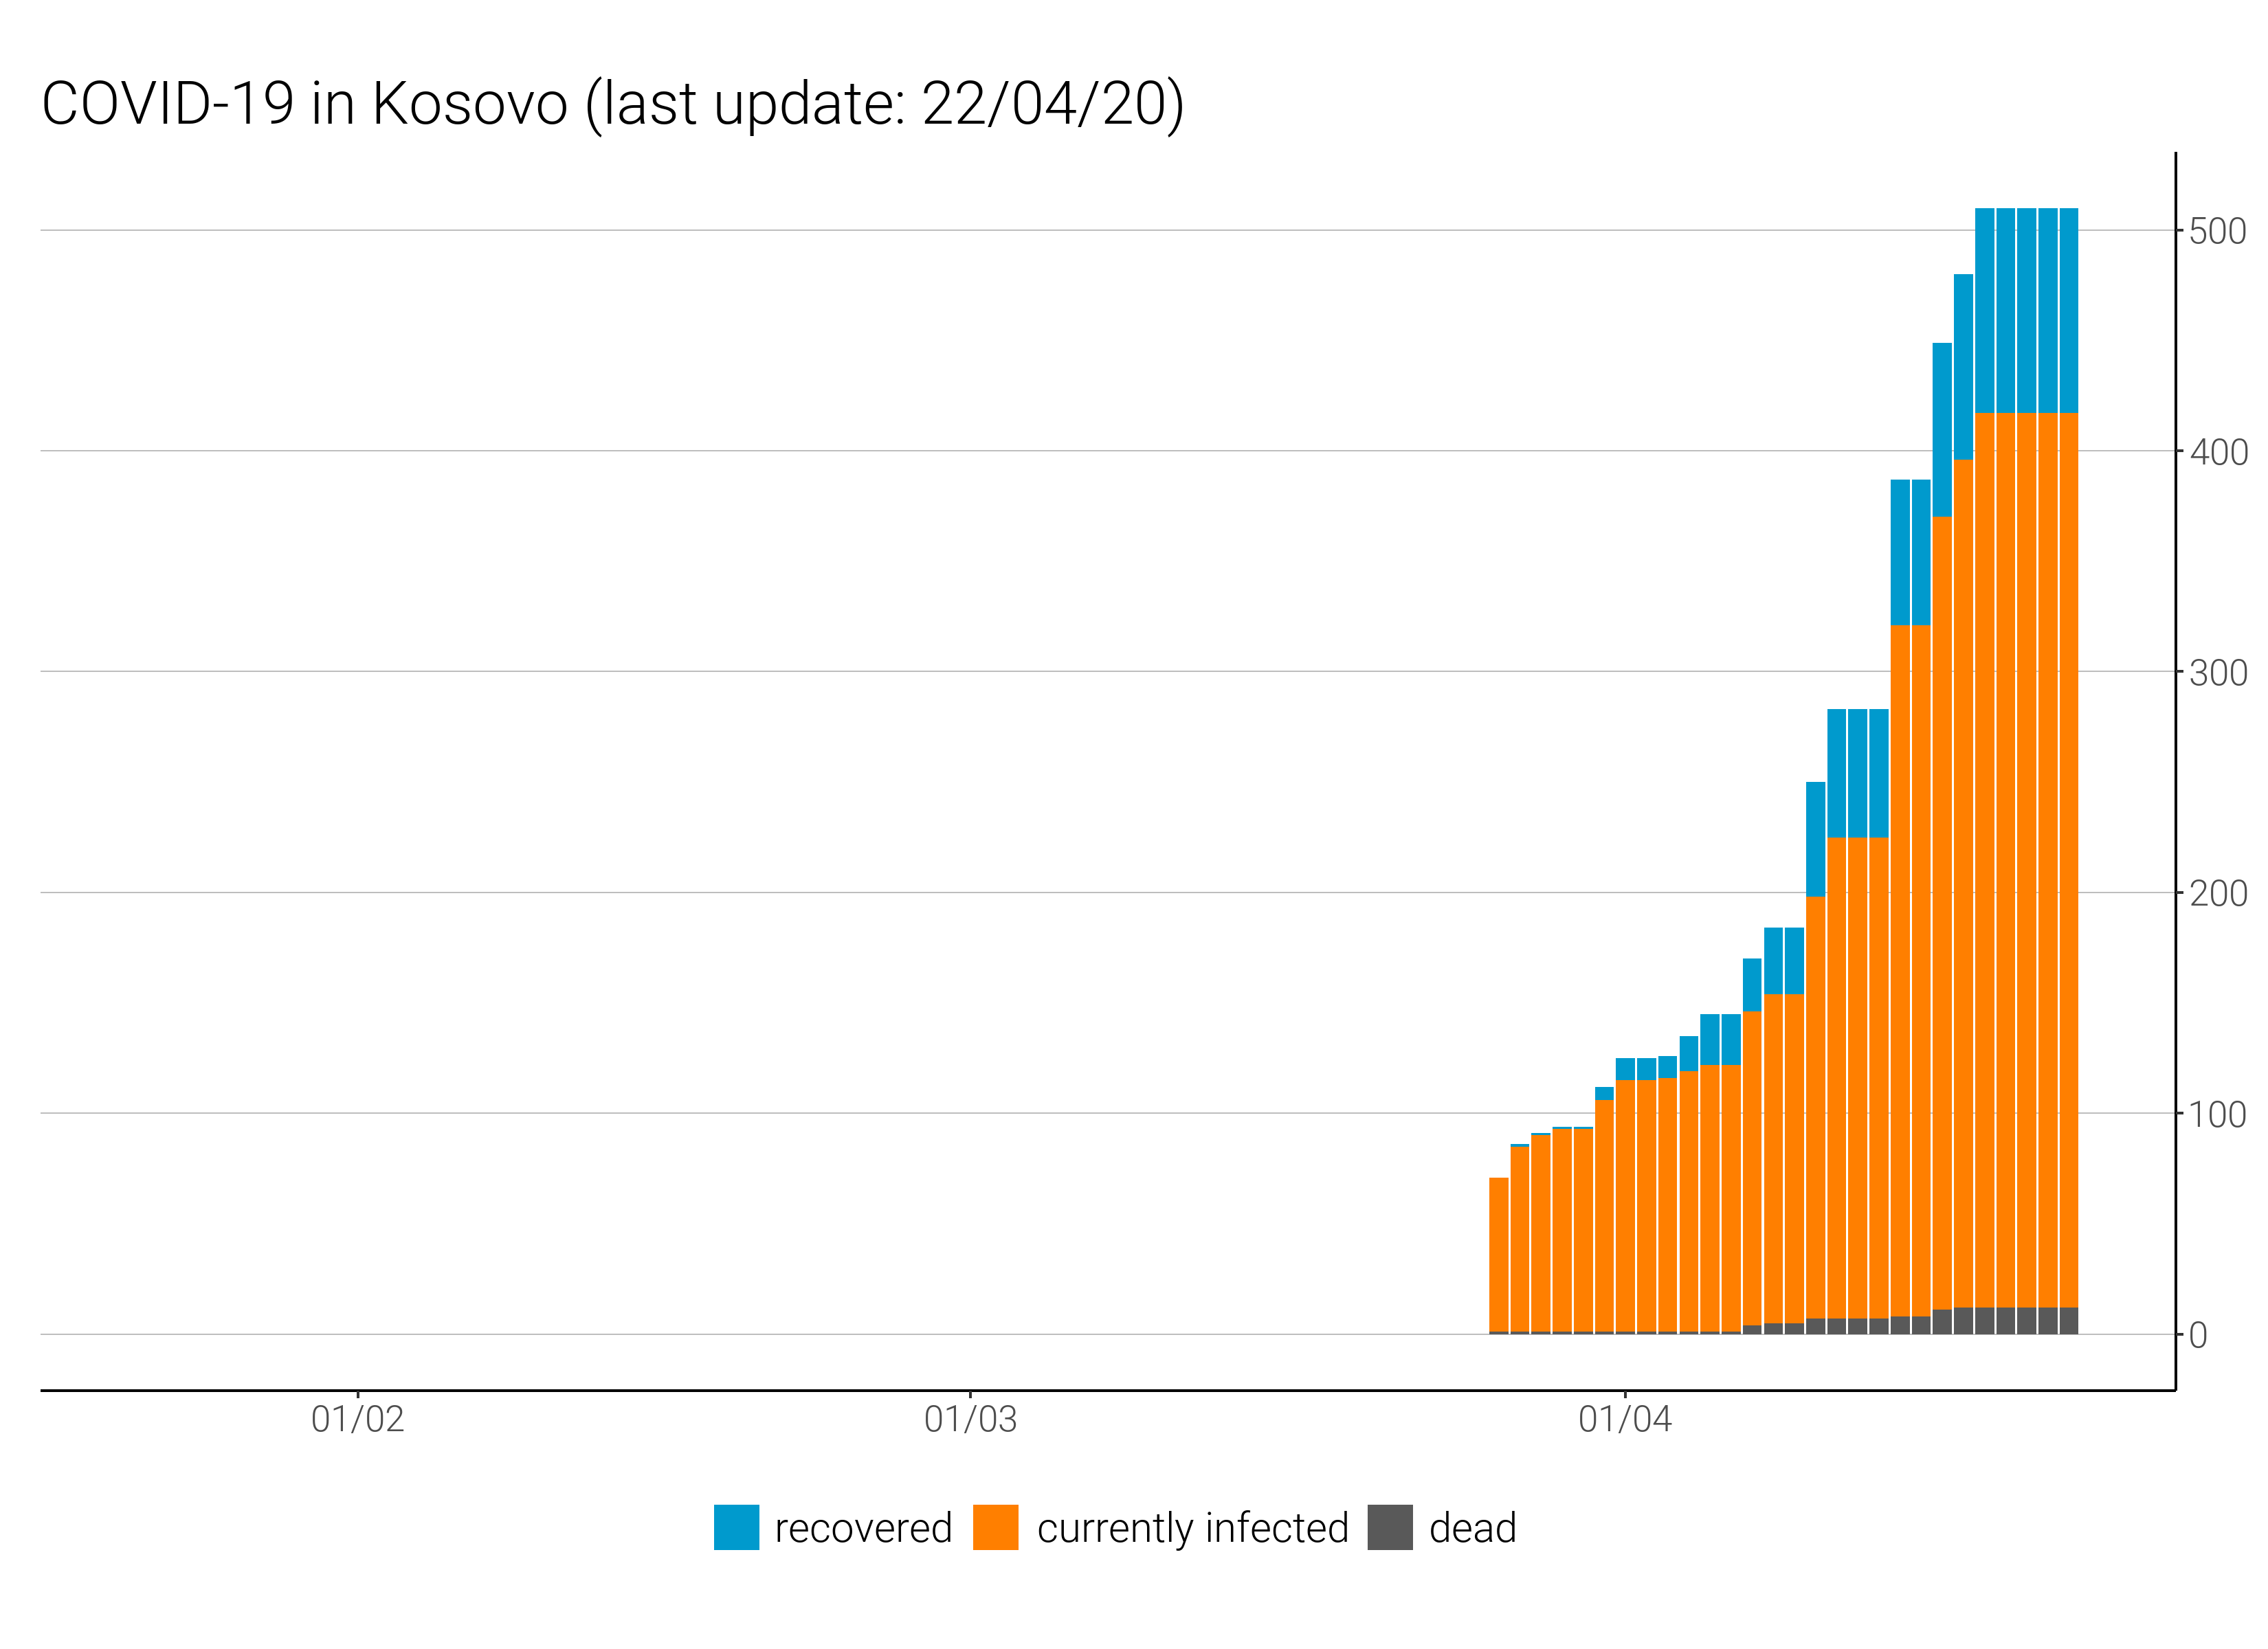 COVID-19 in Kosovo (last update: 22/04/20)
500
400
300
200
100
0
01/02 01/03 01/04
recovered currently infected dead